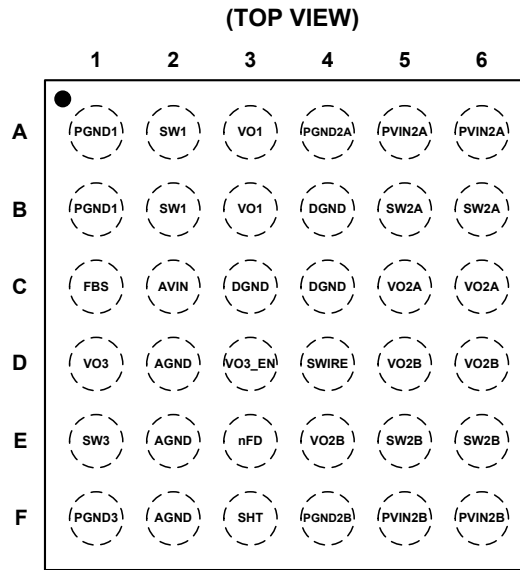 (TOP VIEW)
1 2 3 4 5 6
A PGND1 SW1 VO1 PGND2A PVIN2A PVIN2A
B PGND1 SW1 VO1 DGND SW2A SW2A
C FBS AVIN DGND DGND VO2A VO2A
D VO3 AGND VO3_EN SWIRE VO2B VO2B
E SW3 AGND nFD VO2B SW2B SW2B
F PGND3 AGND SHT PGND2B PVIN2B PVIN2B